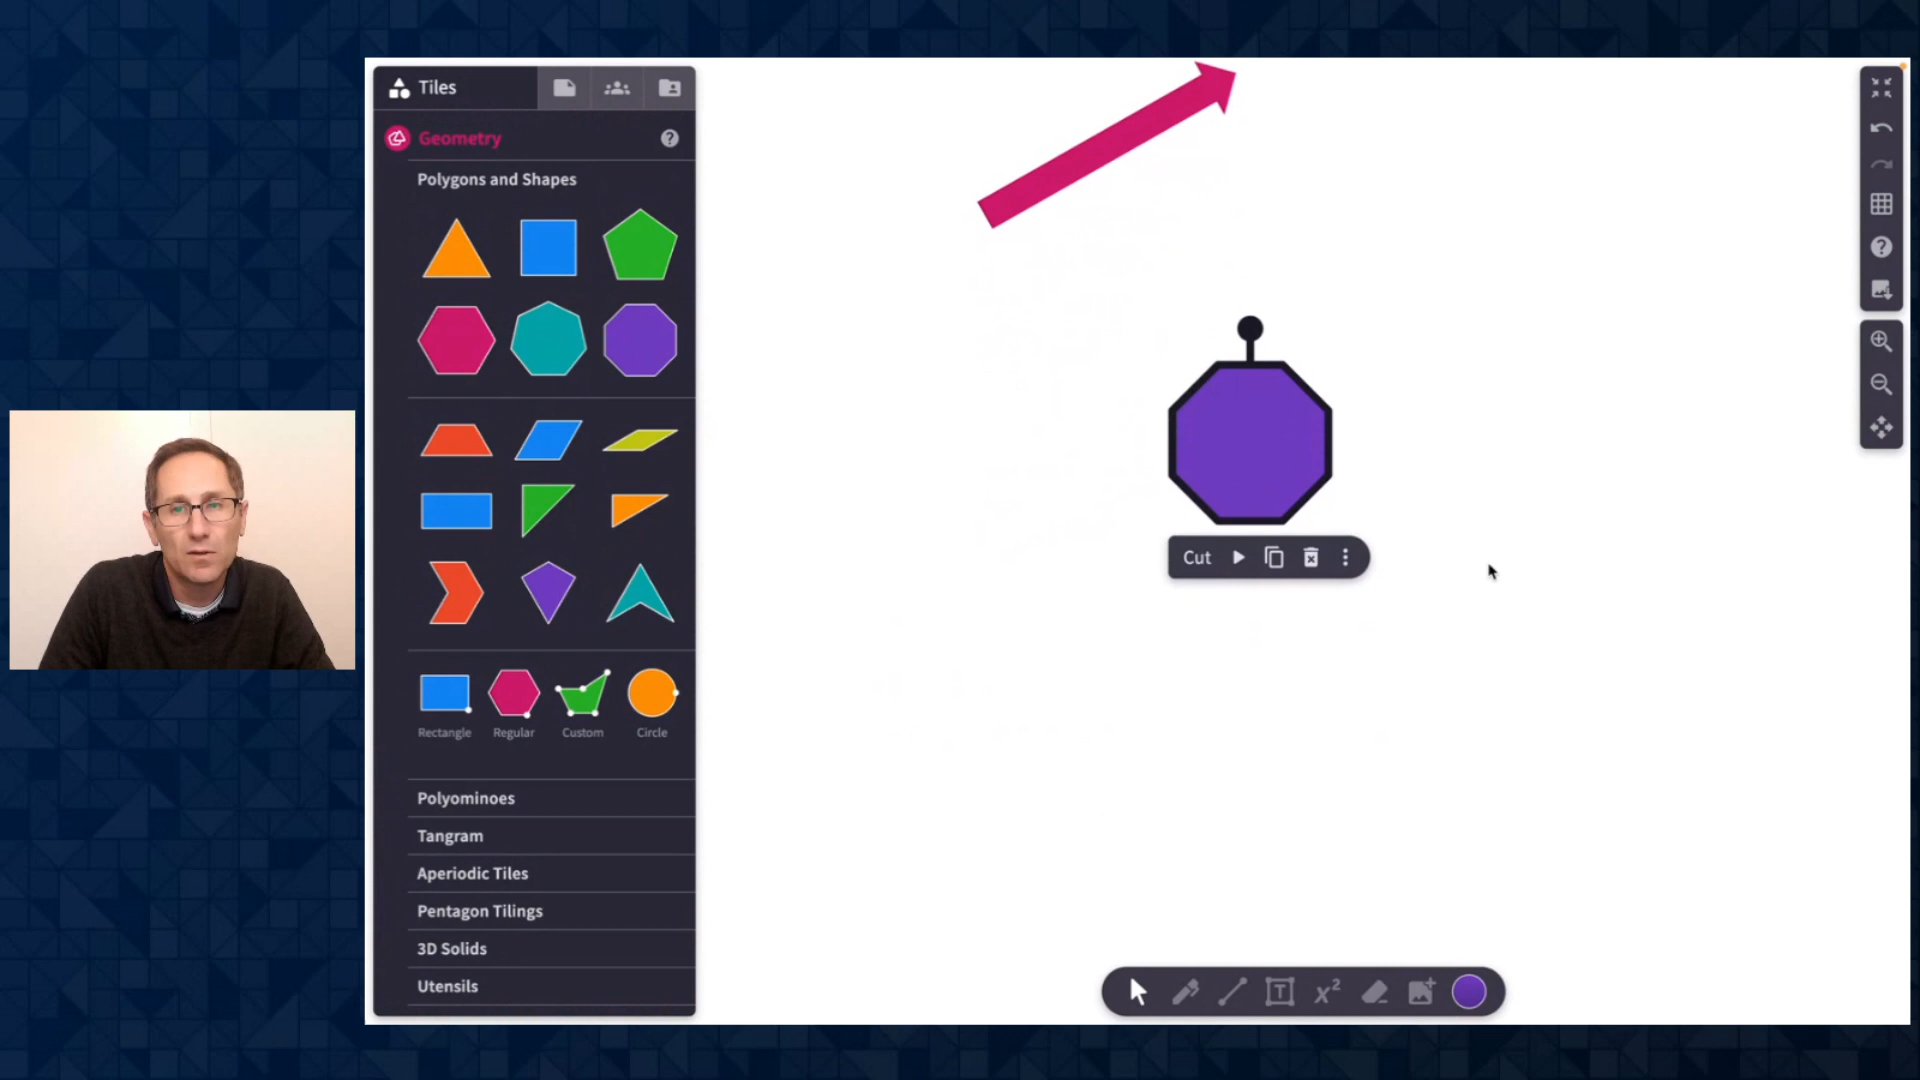 Tiles
Geometry
Polygons and Shapes
Rectangle Regular Custom Circle
Polyominoes
Tangram
Aperiodic Tiles
Pentagon Tilings
3D Solids
Utensils
Cut
T x²